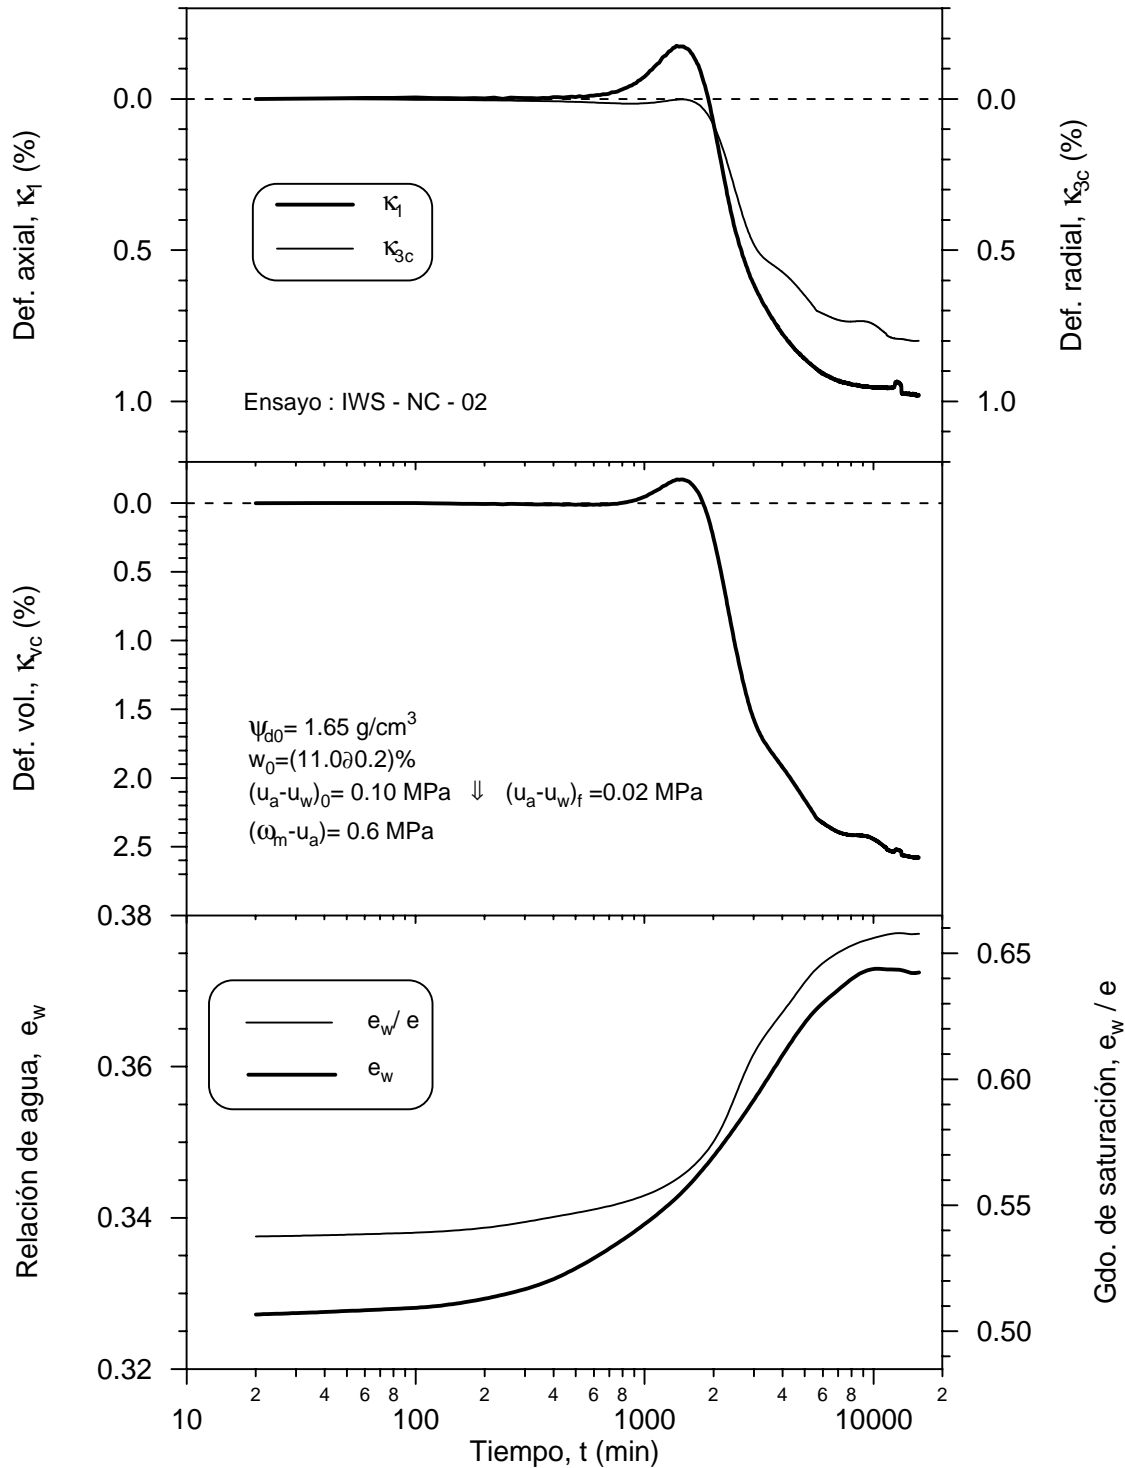 0.0
0.5
1.0
Def. axial, κ1 (%)
0.0
0.5
1.0
Def. radial, κ3c (%)
κ1
κ3c
Ensayo : IWS - NC - 02
0.0
0.5
1.0
1.5
2.0
2.5
Def. vol., κvc (%)
ψd0= 1.65 g/cm3
w0=(11.0∂0.2)%
(ua-uw)0= 0.10 MPa ⇓ (ua-uw)f =0.02 MPa
(ωm-ua)= 0.6 MPa
0.38
0.36
0.34
0.32
Relación de agua, ew
0.65
0.60
0.55
0.50
Gdo. de saturación, ew / e
ew/ e
ew
2 4 6 8 2 4 6 8 2 4 6 8 2
10 100 1000 10000
Tiempo, t (min)